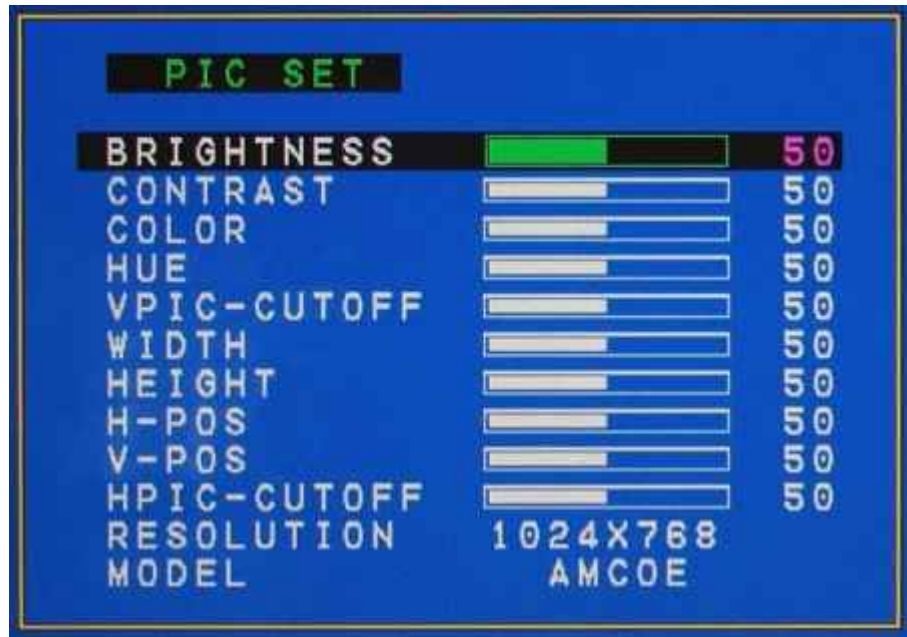 PIC SET
BRIGHTNESS 50
CONTRAST 50
COLOR 50
HUE 50
VPIC-CUTOFF 50
WIDTH 50
HEIGHT 50
H-POS 50
V-POS 50
HPIC-CUTOFF 50
RESOLUTION 1024X768
MODEL AMCOE